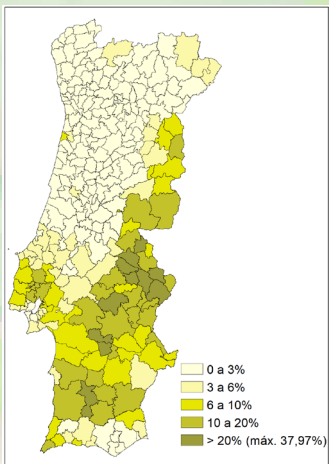 0 a 3%
3 a 6%
6 a 10%
10 a 20%
> 20% (máx. 37,97%)